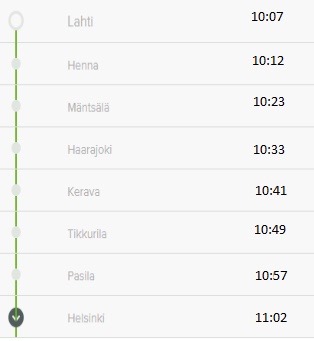 Lahti 10:07
Henna 10:12
Mäntsälä 10:23
Haarajoki 10:33
Kerava 10:41
Tikkurila 10:49
Pasila 10:57
Helsinki 11:02